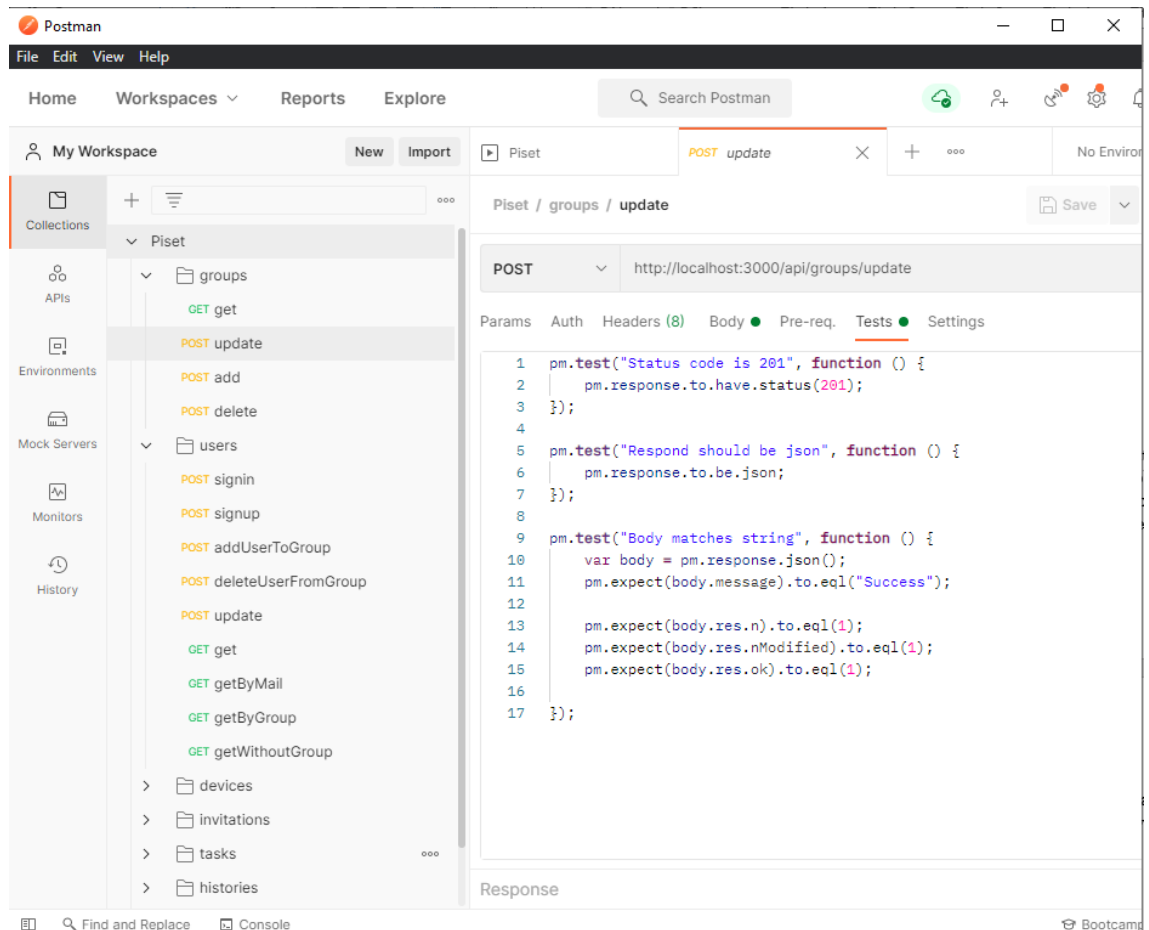 Postman
File Edit View Help
Home Workspaces Reports Explore Search Postman
My Workspace New Import
Piset POST update No Environ
Collections
APIs
Environments
Mock Servers
Monitors
History
Piset
groups
GET get
POST update
POST add
POST delete
users
POST signin
POST signup
POST addUserToGroup
POST deleteUserFromGroup
POST update
GET get
GET getByMail
GET getByGroup
GET getWithoutGroup
devices
invitations
tasks
histories
Piset / groups / update Save
POST http://localhost:3000/api/groups/update
Params Auth Headers (8) Body Pre-req. Tests Settings
1 pm.test("Status code is 201", function () {
2 pm.response.to.have.status(201);
3 });
4
5 pm.test("Respond should be json", function () {
6 pm.response.to.be.json;
7 });
8
9 pm.test("Body matches string", function () {
10 var body = pm.response.json();
11 pm.expect(body.message).to.eql("Success");
12
13 pm.expect(body.res.n).to.eql(1);
14 pm.expect(body.res.nModified).to.eql(1);
15 pm.expect(body.res.ok).to.eql(1);
16
17 });
Response
Find and Replace Console Bootcamp